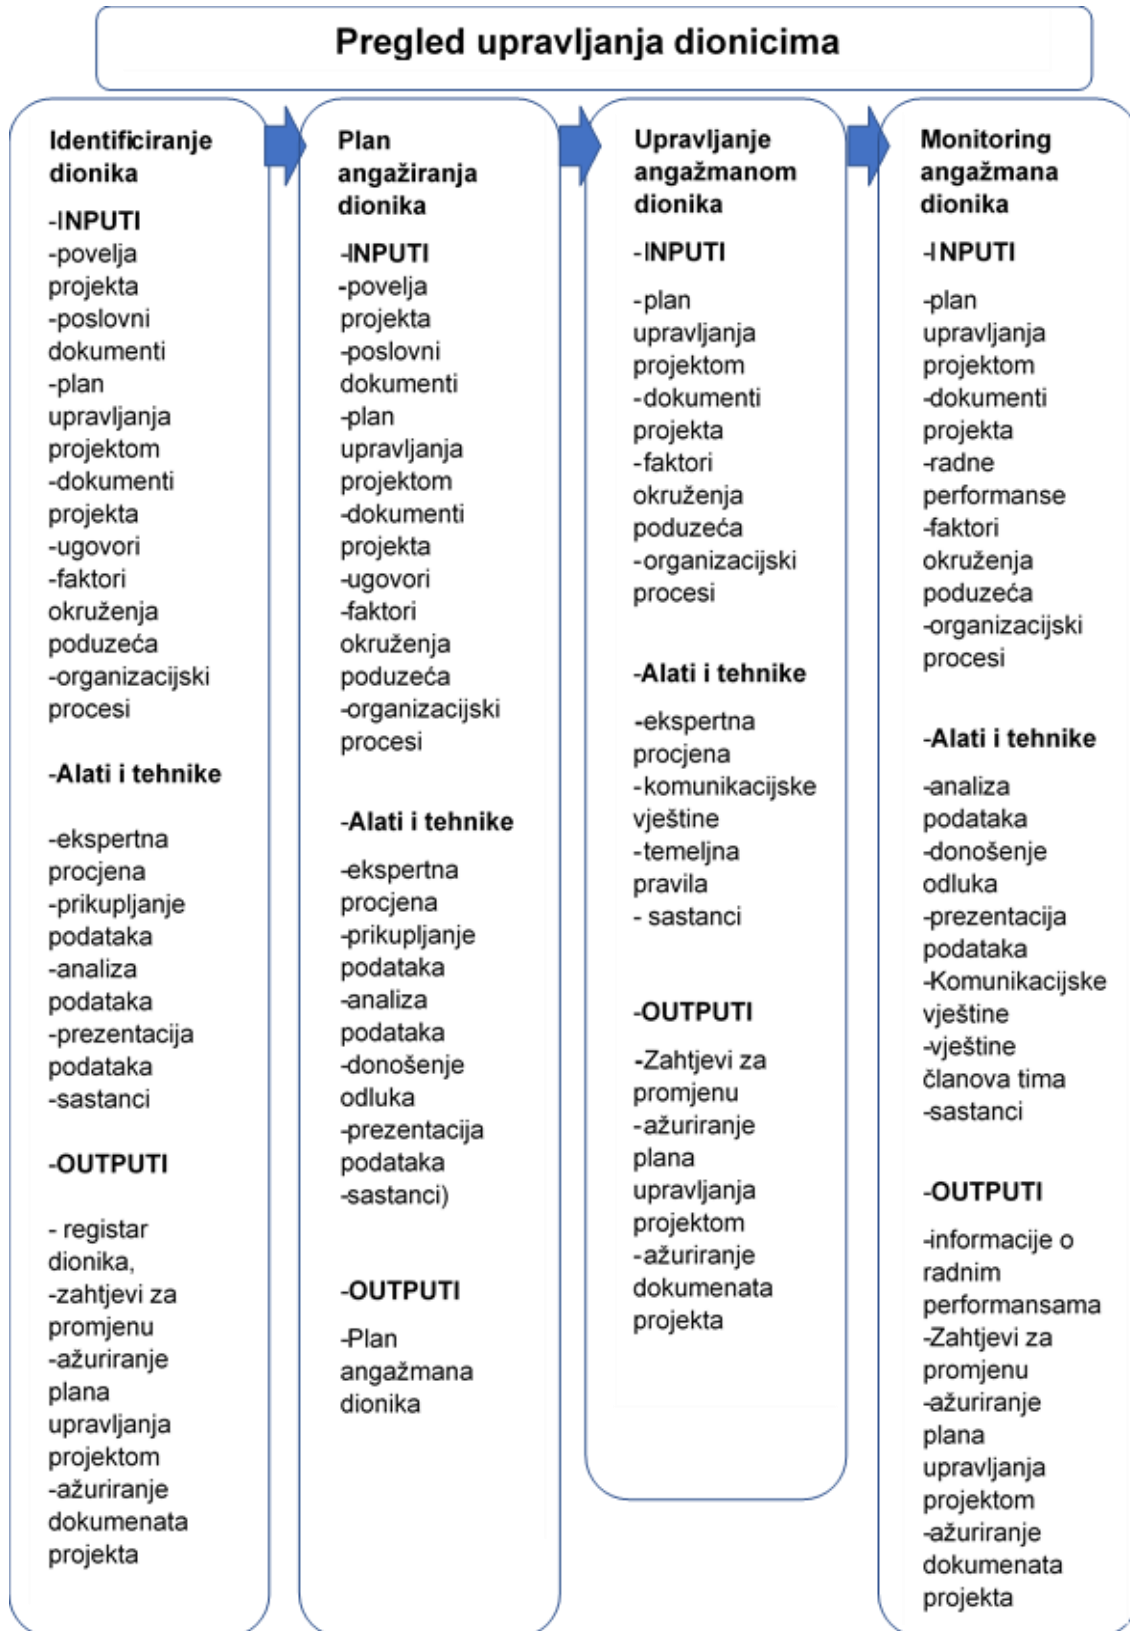 Pregled upravljanja dionicima
Identificiranje
dionika
-INPUTI
-povelja
projekta
-poslovni
dokumenti
-plan
upravljanja
projektom
-dokumenti
projekta
-ugovori
-faktori
okruženja
poduzeća
-organizacijski
procesi
-Alati i tehnike
-ekspertna
procjena
-prikupljanje
podataka
-analiza
podataka
-prezentacija
podataka
-sastanci
-OUTPUTI
- registar
dionika,
-zahtjevi za
promjenu
-ažuriranje
plana
upravljanja
projektom
-ažuriranje
dokumenata
projekta
Plan
angažiranja
dionika
-INPUTI
-povelja
projekta
-poslovni
dokumenti
-plan
upravljanja
projektom
-dokumenti
projekta
-ugovori
-faktori
okruženja
poduzeća
-organizacijski
procesi
-Alati i tehnike
-ekspertna
procjena
-prikupljanje
podataka
-analiza
podataka
-donošenje
odluka
-prezentacija
podataka
-sastanci)
-OUTPUTI
-Plan
angažmana
dionika
Upravljanje
angažmanom
dionika
-INPUTI
-plan
upravljanja
projektom
-dokumenti
projekta
-faktori
okruženja
poduzeća
-organizacijski
procesi
-Alati i tehnike
-ekspertna
procjena
-komunikacijske
vještine
-temeljna
pravila
- sastanci
-OUTPUTI
-Zahtjevi za
promjenu
-ažuriranje
plana
upravljanja
projektom
-ažuriranje
dokumenata
projekta
Monitoring
angažmana
dionika
-INPUTI
-plan
upravljanja
projektom
-dokumenti
projekta
-radne
performanse
-faktori
okruženja
poduzeća
-organizacijski
procesi
-Alati i tehnike
-analiza
podataka
-donošenje
odluka
-prezentacija
podataka
-Komunikacijske
vještine
-vještine
članova tima
-sastanci
-OUTPUTI
-informacije o
radnim
performansama
-Zahtjevi za
promjenu
-ažuriranje
plana
upravljanja
projektom
-ažuriranje
dokumenata
projekta